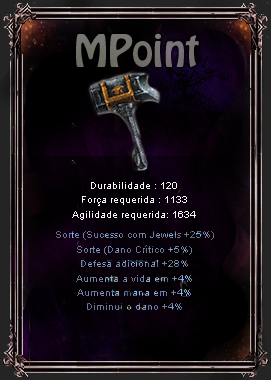 MPoint
Durabilidade : 120
Força requerida : 1133
Agilidade requerida: 1634
Sorte (Sucesso com Jewels +25%)
Sorte (Dano Crítico +5%)
Defesa adicional +28%
Aumenta a vida em +4%
Aumenta mana em +4%
Diminui o dano +4%